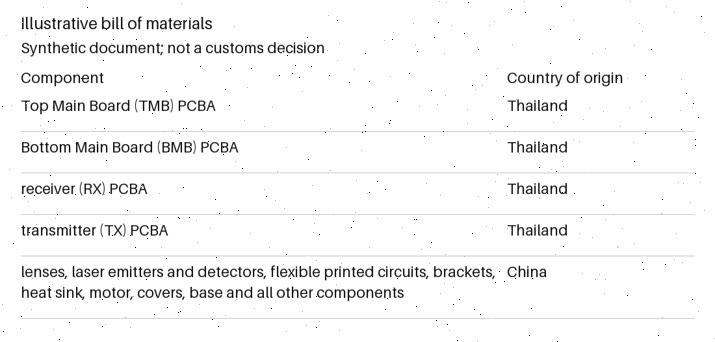 Illustrative bill of materials
Synthetic document; not a customs decision
Component Country of origin
Top Main Board (TMB) PCBA Thailand
Bottom Main Board (BMB) PCBA Thailand
receiver (RX) PCBA Thailand
transmitter (TX) PCBA Thailand
lenses, laser emitters and detectors, flexible printed circuits, brackets, China
heat sink, motor, covers, base and all other components